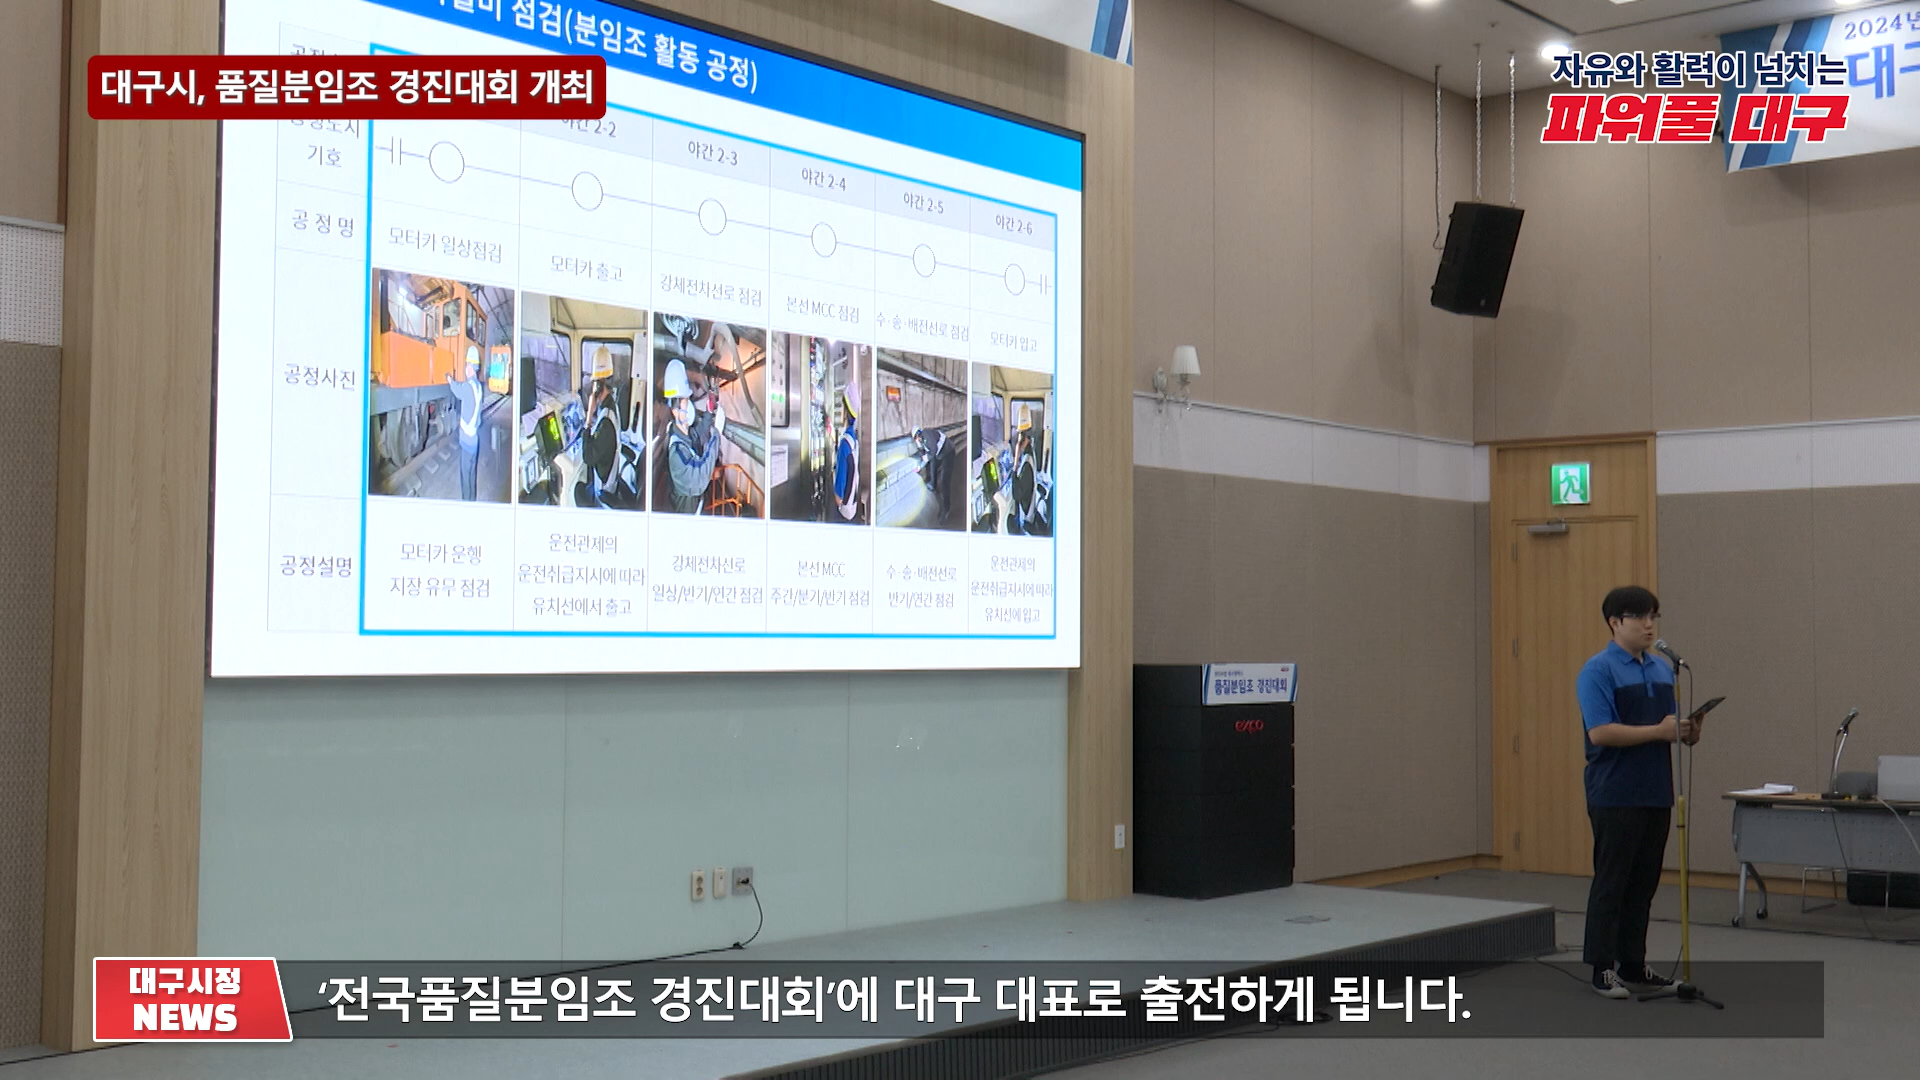 대구시, 품질분임조 경진대회 개최
자유와 활력이 넘치는
파워풀 대구
2024년
점검(분임조 활동 공정)
기호
야간 2-2
야간 2-3
야간 2-4
야간 2-5
야간 2-6
공정명
모터카 일상점검
모터카 출고
강체전차선로 점검
본선 MCC 점검
수·송·배전선로 점검
모터카 입고
공정사진
공정설명
모터카 운행
지장 유무 점검
운전관제의
운전취급지시에 따라
유치선에서 출고
강체전차선로
일상/반기/연간 점검
본선 MCC
주간/분기/반기 점검
수·송·배전선로
반기/연간 점검
운전관제의
운전취급지시에 따라
유치선에 입고
품질분임조 경진대회
expo
대구시정
NEWS
‘전국품질분임조 경진대회’에 대구 대표로 출전하게 됩니다.